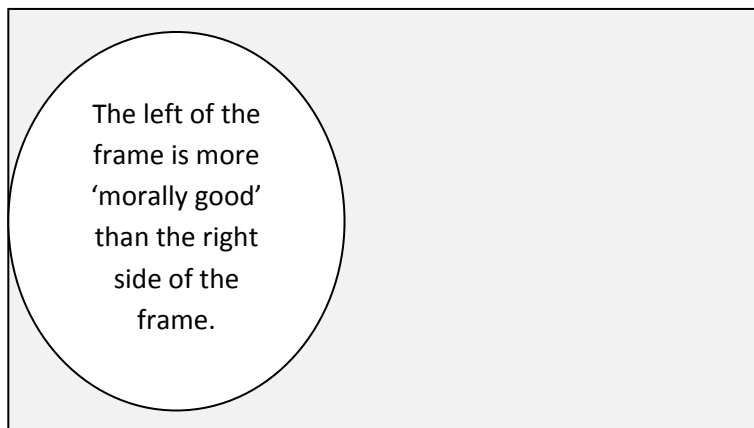 The left of the
frame is more
‘morally good’
than the right
side of the
frame.